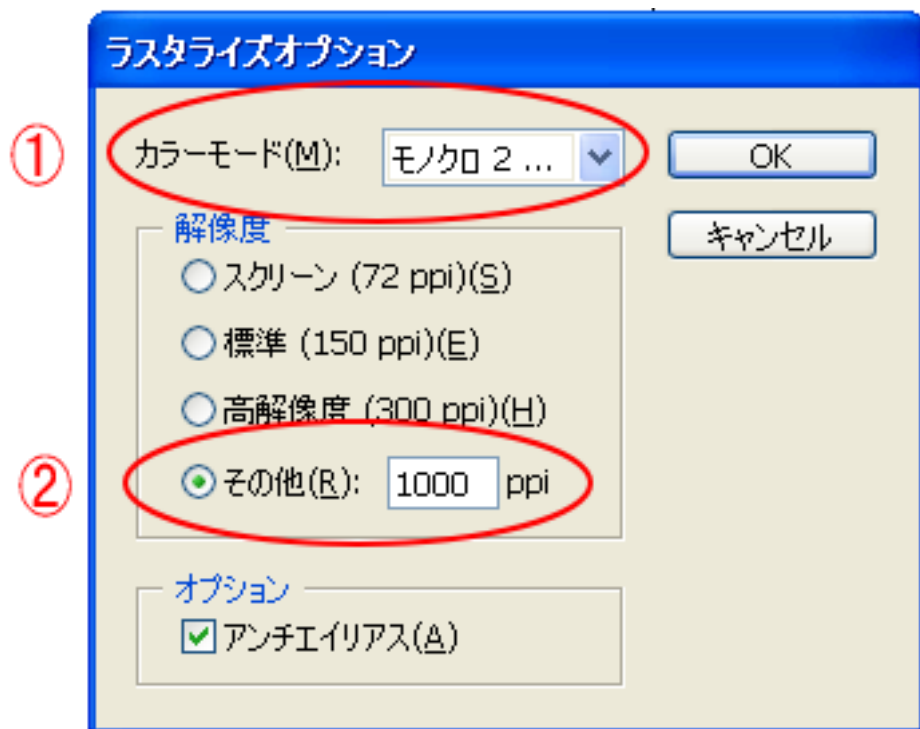 ラスタライズオプション
① カラーモード(M): モノクロ 2 ... OK
キャンセル
解像度
スクリーン (72 ppi)(S)
標準 (150 ppi)(E)
高解像度 (300 ppi)(H)
② その他(R): 1000 ppi
オプション
アンチエイリアス(A)